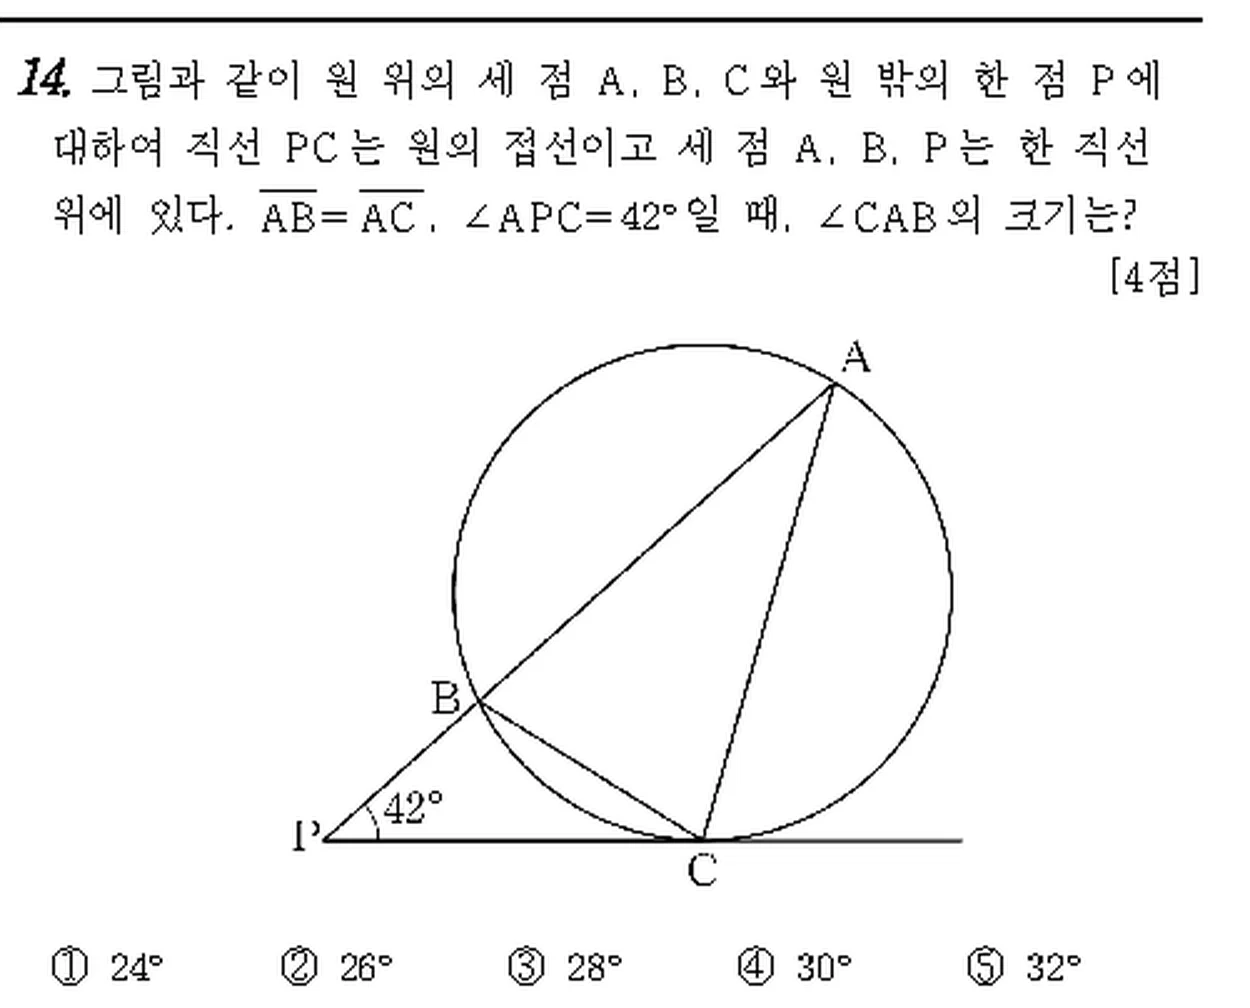 14. 그림과 같이 원 위의 세 점 A, B, C와 원 밖의 한 점 P에
대하여 직선 PC는 원의 접선이고 세 점 A, B, P는 한 직선
위에 있다. A̅B̅=A̅C̅, ∠APC=42°일 때, ∠CAB의 크기는?
[4점]
A
B
42°
P
C
① 24° ② 26° ③ 28° ④ 30° ⑤ 32°